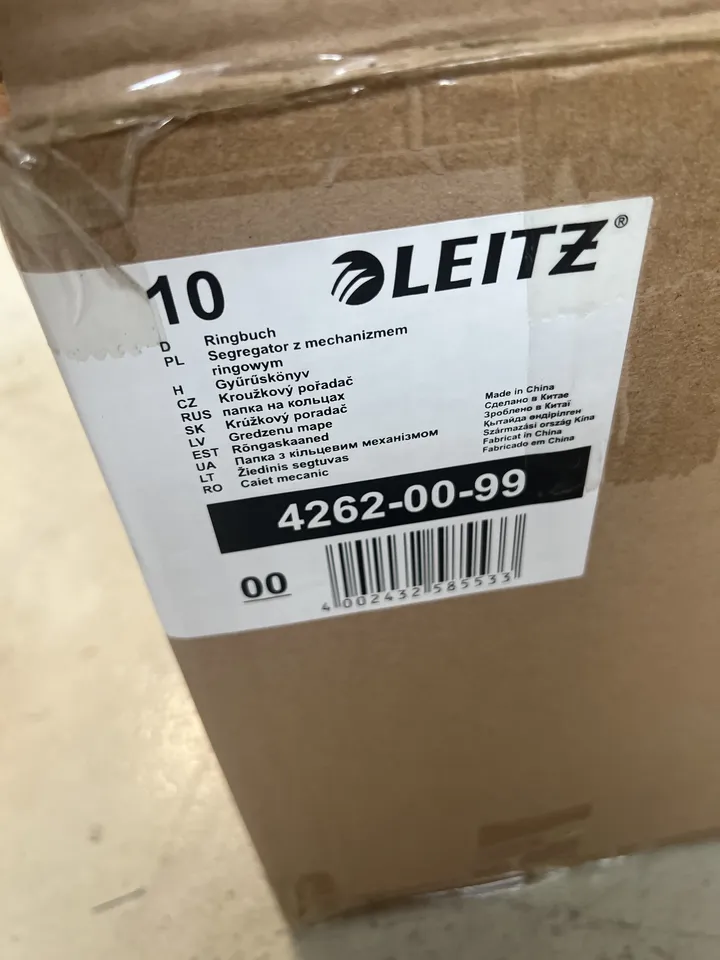 10
LEITZ®
D Ringbuch
PL Segregator z mechanizmem
ringowym
H Gyűrűskönyv
CZ Kroužkový pořadač
RUS папка на кольцах
SK Krúžkový poradač
LV Gredzenu mape
EST Rõngaskaaned
UA Папка з кільцевим механізмом
LT Žiedinis segtuvas
RO Caiet mecanic
Made in China
Сделано в Китае
Зроблено в Китаї
Қытайда өндірілген
Származási ország Kína
Fabricat in China
Fabricado em China
4262-00-99
00
4 002432 585533